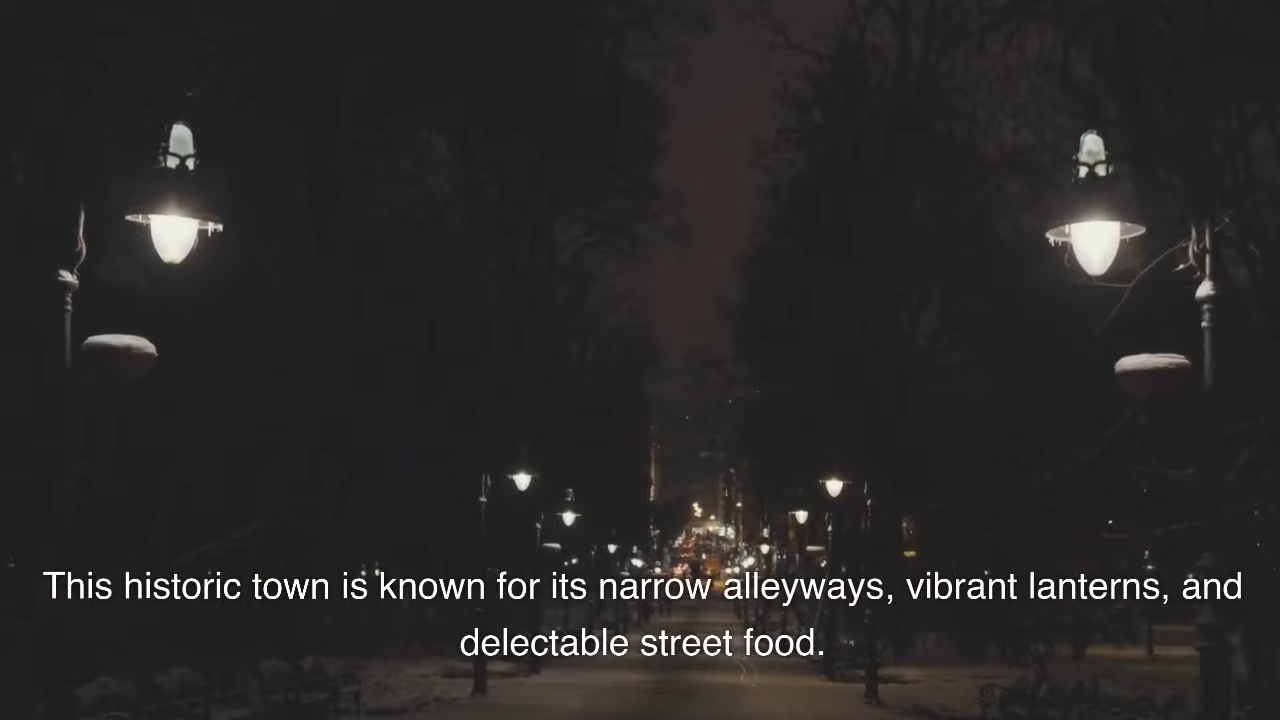 This historic town is known for its narrow alleyways, vibrant lanterns, and
delectable street food.